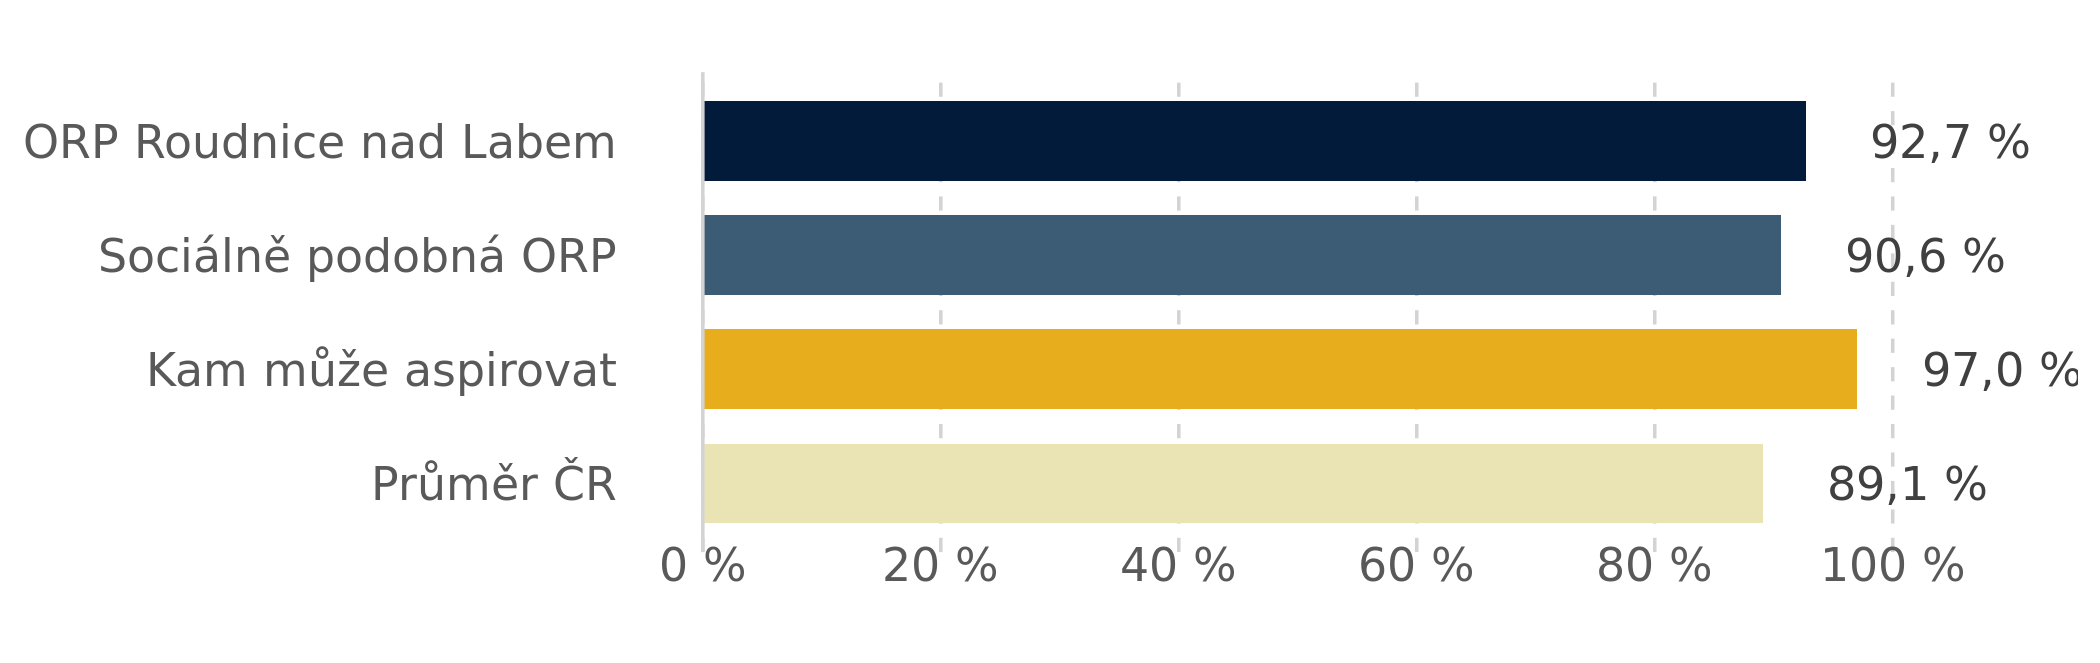 ORP Roudnice nad Labem 92,7 %
Sociálně podobná ORP 90,6 %
Kam může aspirovat 97,0 %
Průměr ČR 89,1 %
0 % 20 % 40 % 60 % 80 % 100 %